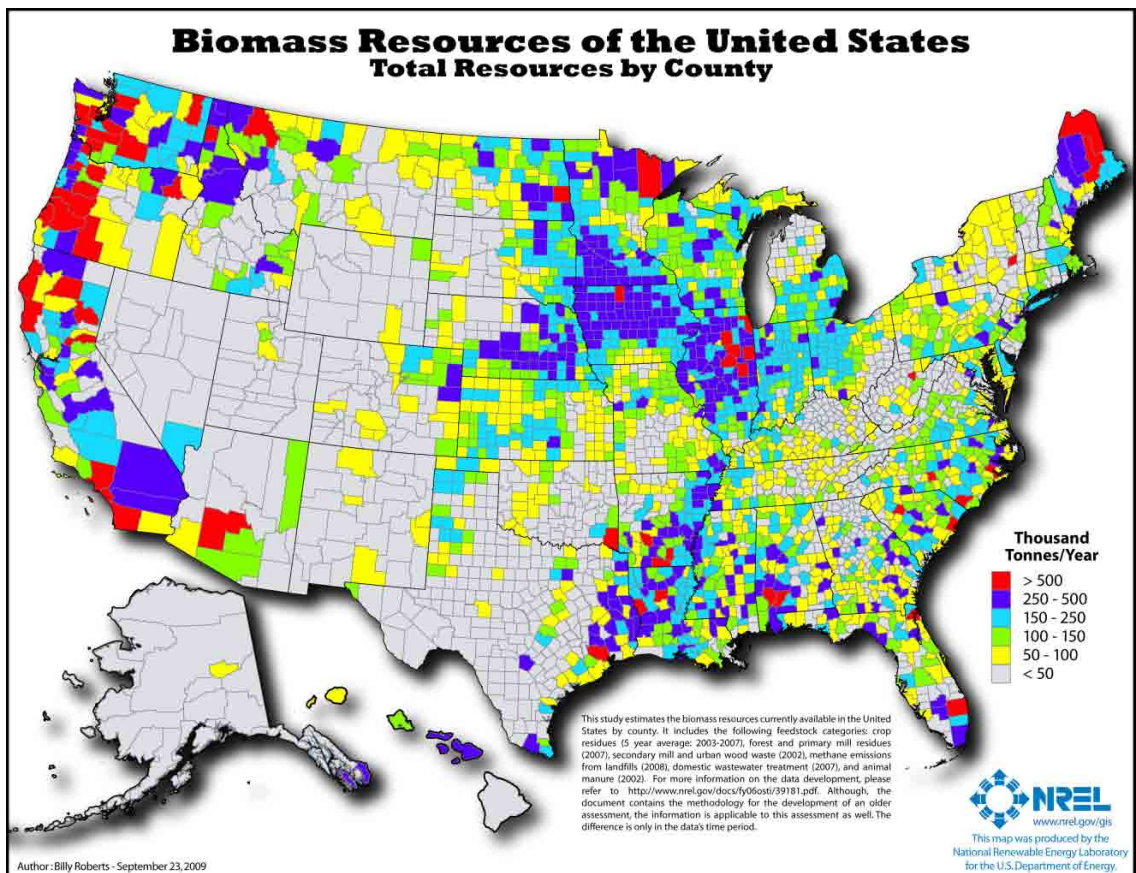 Biomass Resources of the United States
Total Resources by County
Thousand
Tonnes/Year
> 500
250 - 500
150 - 250
100 - 150
50 - 100
< 50
This study estimates the biomass resources currently available in the United
States by county. It includes the following feedstock categories: crop
residues (5 year average: 2003-2007), forest and primary mill residues
(2007), secondary mill and urban wood waste (2002), methane emissions
from landfills (2008), domestic wastewater treatment (2007), and animal
manure (2002). For more information on the data development, please
refer to http://www.nrel.gov/docs/fy06osti/39181.pdf. Although, the
document contains the methodology for the development of an older
assessment, the information is applicable to this assessment as well. The
difference is only in the data's time period.
NREL
www.nrel.gov/gis
This map was produced by the
National Renewable Energy Laboratory
for the U.S. Department of Energy.
Author : Billy Roberts - September 23, 2009